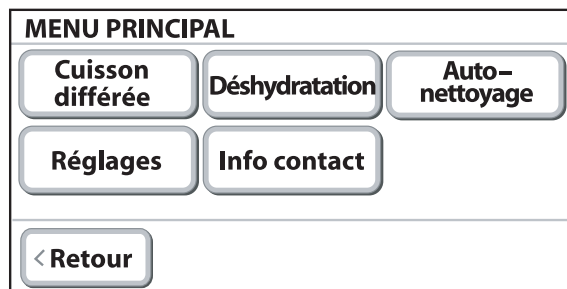 MENU PRINCIPAL
Cuisson
différée
Déshydratation
Auto-
nettoyage
Réglages
Info contact
< Retour